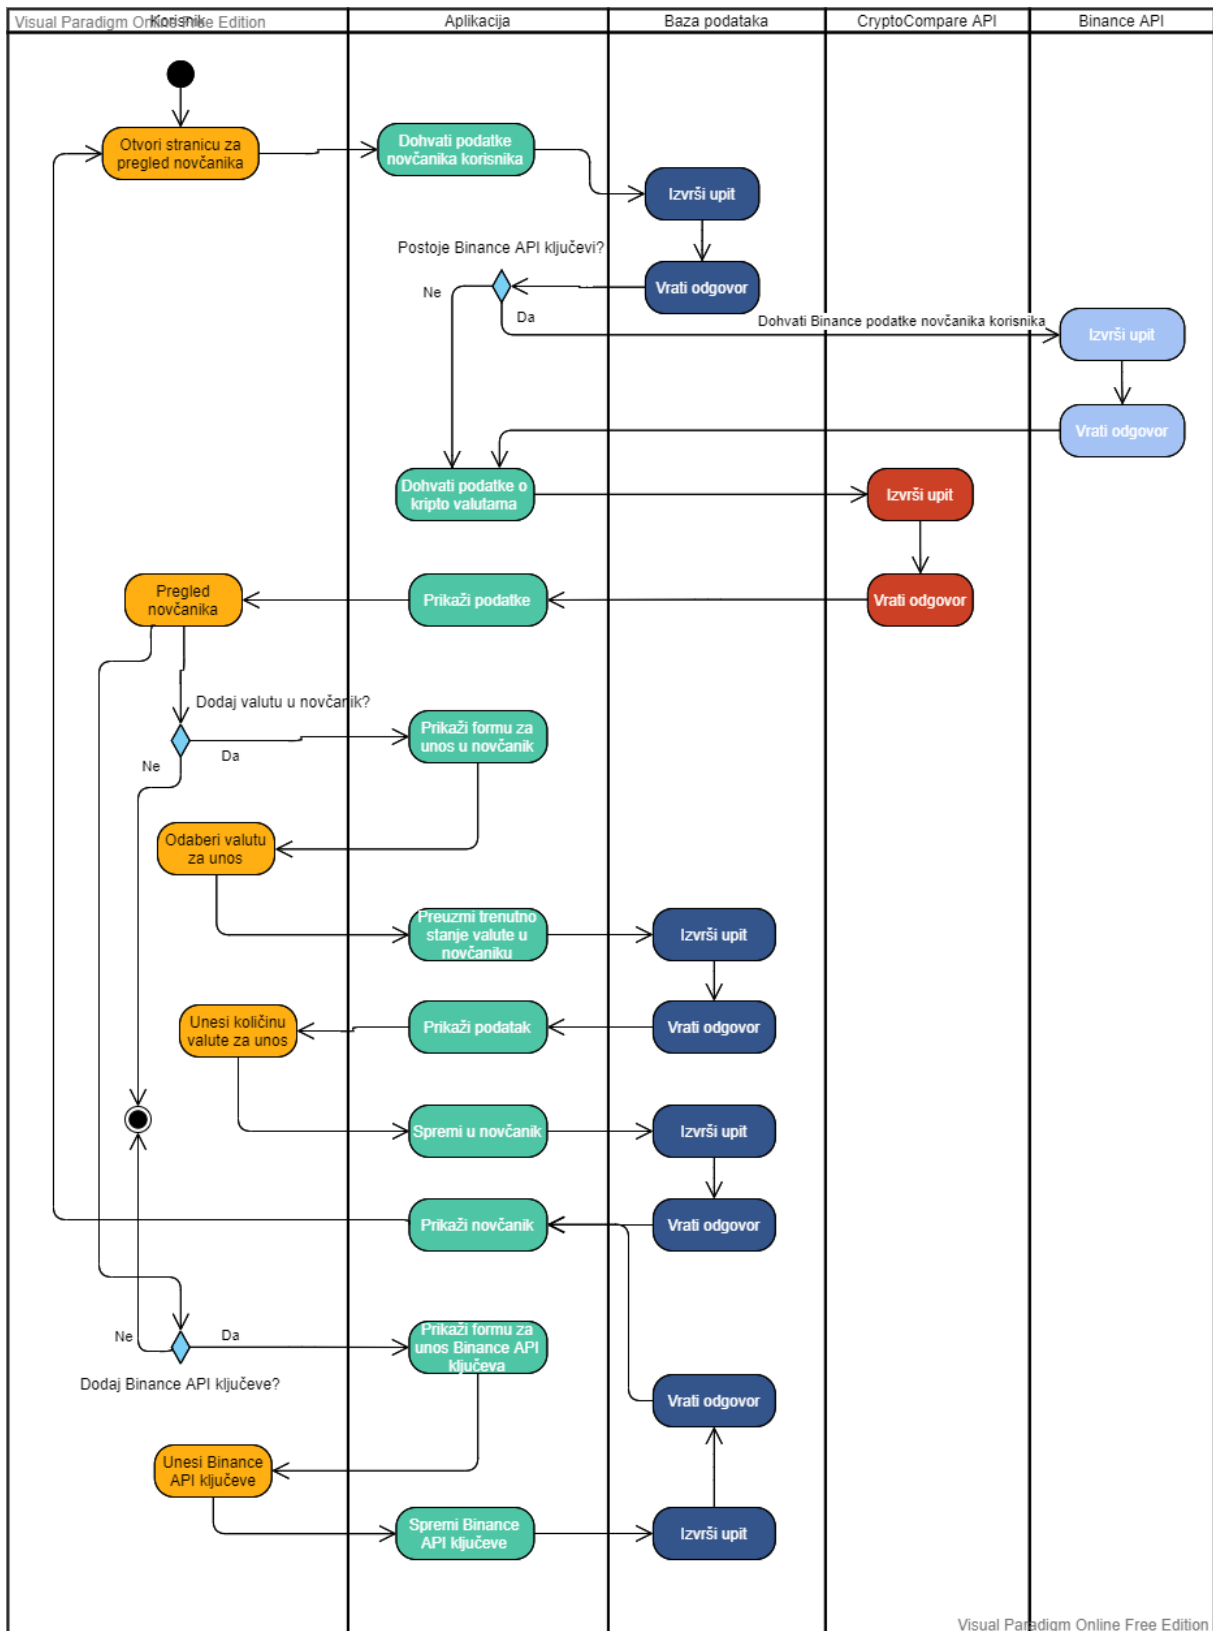 Visual Paradigm Online Free Edition
Korisnik
Aplikacija
Baza podataka
CryptoCompare API
Binance API
Otvori stranicu za
pregled novčanika
Dohvati podatke
novčanika korisnika
Izvrši upit
Postoje Binance API ključevi?
Vrati odgovor
Ne
Da
Dohvati Binance podatke novčanika korisnika
Izvrši upit
Vrati odgovor
Dohvati podatke o
kripto valutama
Izvrši upit
Pregled
novčanika
Prikaži podatke
Vrati odgovor
Dodaj valutu u novčanik?
Prikaži formu za
unos u novčanik
Da
Ne
Odaberi valutu
za unos
Preuzmi trenutno
stanje valute u
novčaniku
Izvrši upit
Unesi količinu
valute za unos
Prikaži podatak
Vrati odgovor
Spremi u novčanik
Izvrši upit
Prikaži novčanik
Vrati odgovor
Ne
Da
Prikaži formu za
unos Binance API
ključeva
Dodaj Binance API ključeve?
Vrati odgovor
Unesi Binance
API ključeve
Spremi Binance
API ključeve
Izvrši upit
Visual Paradigm Online Free Edition